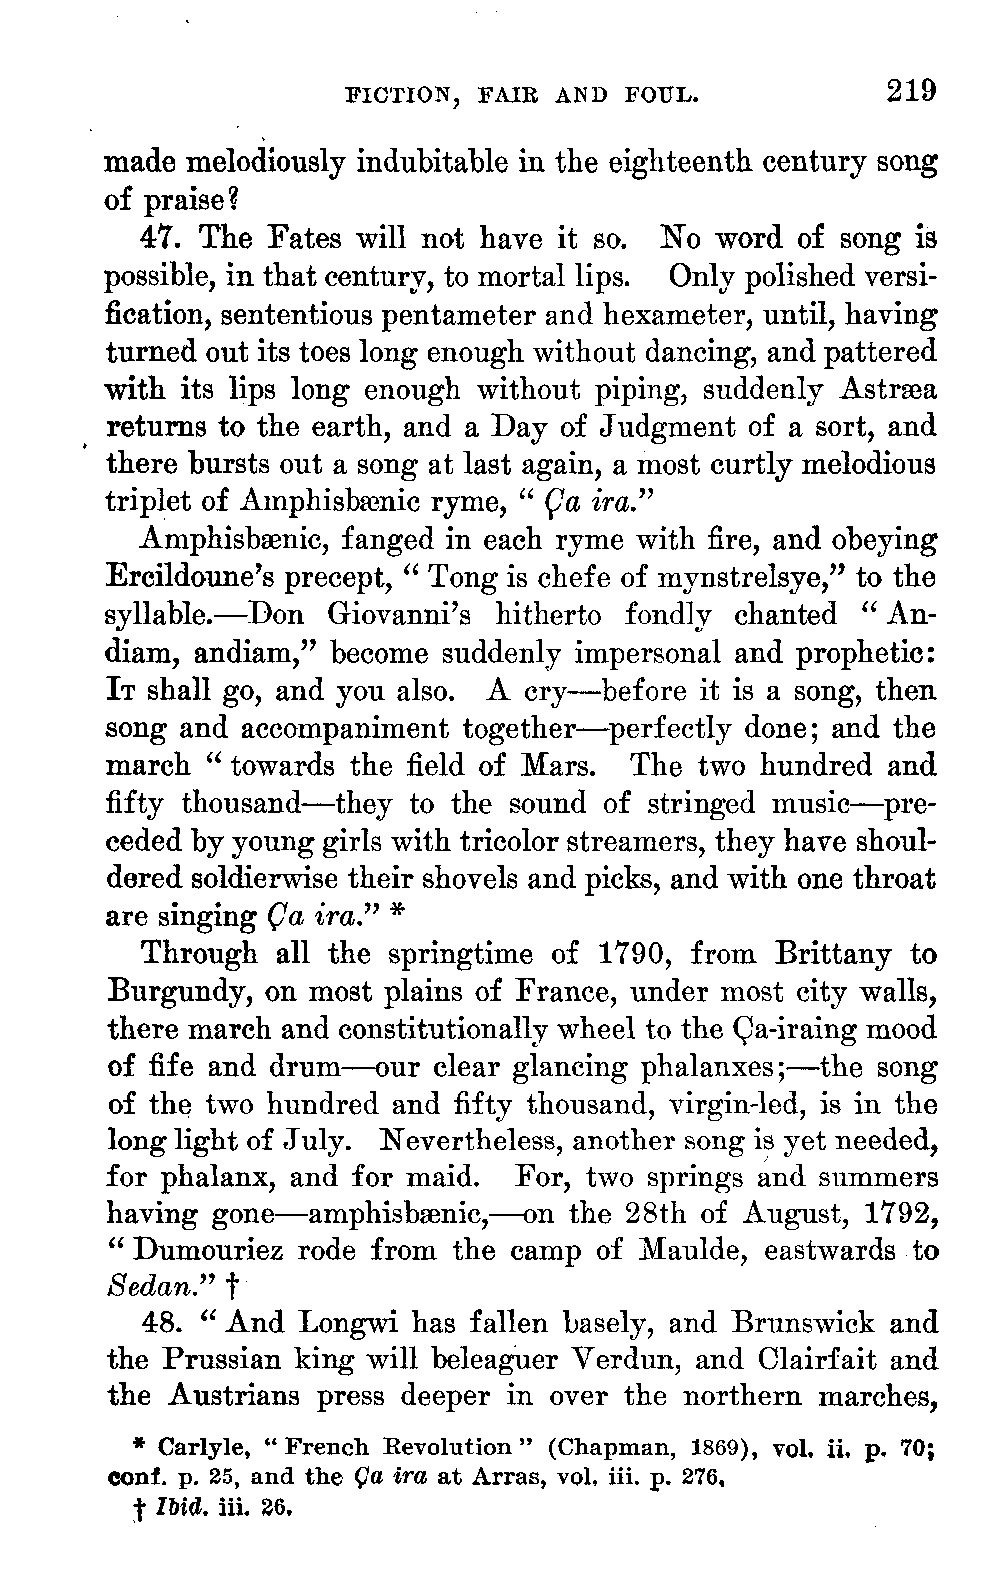 FICTION, FAIR AND FOUL. 219
made melodiously indubitable in the eighteenth century song
of praise?
47. The Fates will not have it so. No word of song is
possible, in that century, to mortal lips. Only polished versi-
fication, sententious pentameter and hexameter, until, having
turned out its toes long enough without dancing, and pattered
with its lips long enough without piping, suddenly Astræa
returns to the earth, and a Day of Judgment of a sort, and
there bursts out a song at last again, a most curtly melodious
triplet of Amphisbænic ryme, “ Ça ira.”
Amphisbænic, fanged in each ryme with fire, and obeying
Ercildoune’s precept, “ Tong is chefe of mynstrelsye,” to the
syllable.—Don Giovanni’s hitherto fondly chanted “ An-
diam, andiam,” become suddenly impersonal and prophetic:
IT shall go, and you also. A cry—before it is a song, then
song and accompaniment together—perfectly done; and the
march “ towards the field of Mars. The two hundred and
fifty thousand—they to the sound of stringed music—pre-
ceded by young girls with tricolor streamers, they have shoul-
dered soldierwise their shovels and picks, and with one throat
are singing Ça ira.” *
Through all the springtime of 1790, from Brittany to
Burgundy, on most plains of France, under most city walls,
there march and constitutionally wheel to the Ça-iraing mood
of fife and drum—our clear glancing phalanxes;—the song
of the two hundred and fifty thousand, virgin-led, is in the
long light of July. Nevertheless, another song is yet needed,
for phalanx, and for maid. For, two springs and summers
having gone—amphisbænic,—on the 28th of August, 1792,
“ Dumouriez rode from the camp of Maulde, eastwards to
Sedan.” †
48. “ And Longwi has fallen basely, and Brunswick and
the Prussian king will beleaguer Verdun, and Clairfait and
the Austrians press deeper in over the northern marches,
* Carlyle, “ French Revolution ” (Chapman, 1869), vol. ii. p. 70;
conf. p. 25, and the Ça ira at Arras, vol. iii. p. 276.
† Ibid. iii. 26.